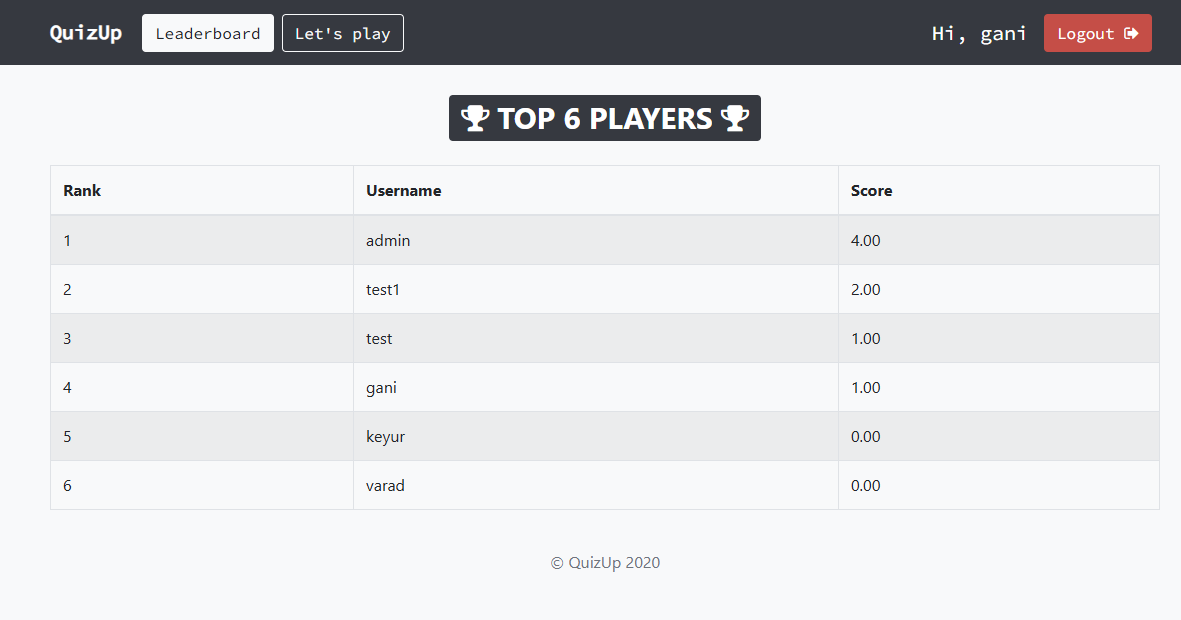 QuizUp Leaderboard Let's play Hi, gani Logout
TOP 6 PLAYERS
Rank Username Score
1 admin 4.00
2 test1 2.00
3 test 1.00
4 gani 1.00
5 keyur 0.00
6 varad 0.00
© QuizUp 2020